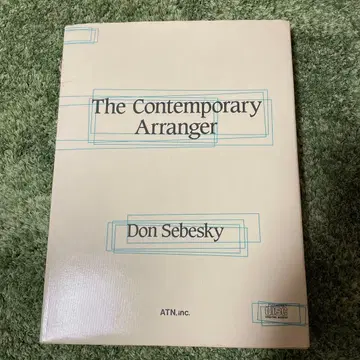 The Contemporary
Arranger
Don Sebesky
ATN, inc.